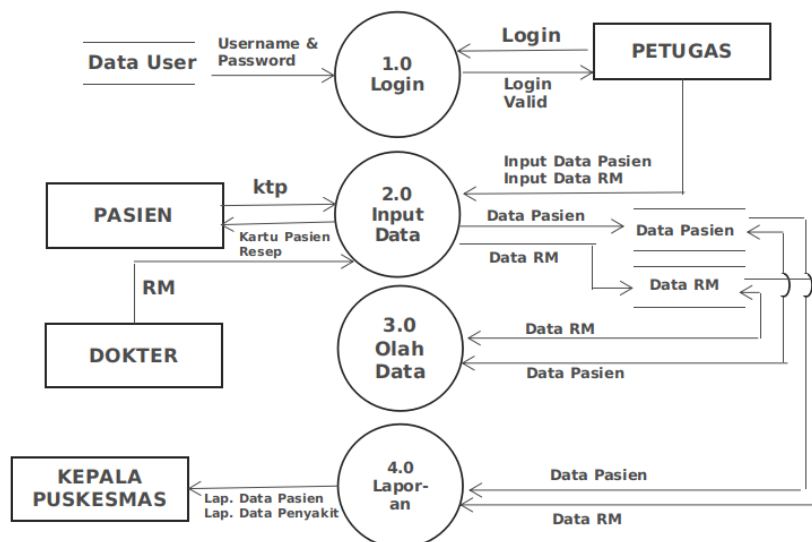 Data User
Username &
Password
1.0
Login
Login
Login
Valid
PETUGAS
PASIEN
ktp
Kartu Pasien
Resep
2.0
Input
Data
Input Data Pasien
Input Data RM
Data Pasien
Data RM
Data Pasien
Data RM
RM
DOKTER
3.0
Olah
Data
Data RM
Data Pasien
KEPALA
PUSKESMAS
Lap. Data Pasien
Lap. Data Penyakit
4.0
Lapor-
an
Data Pasien
Data RM